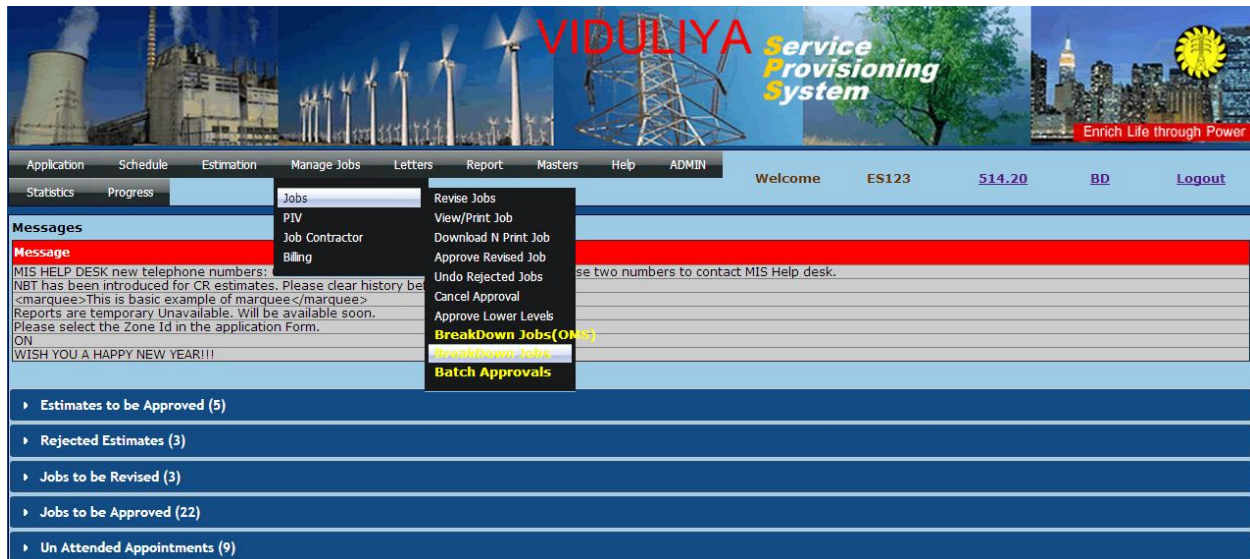 VIDULIYA
Service
Provisioning
System
Enrich Life through Power
Application Schedule Estimation Manage Jobs Letters Report Masters Help ADMIN
Welcome ES123 514.20 BD Logout
Statistics Progress
Jobs
PIV
Job Contractor
Billing
Revise Jobs
View/Print Job
Download N Print Job
Approve Revised Job
Undo Rejected Jobs
Cancel Approval
Approve Lower Levels
BreakDown Jobs(OMS)
BreakDown Jobs
Batch Approvals
Messages
Message
MIS HELP DESK new telephone numbers: se two numbers to contact MIS Help desk.
NBT has been introduced for CR estimates. Please clear history bef
<marquee>This is basic example of marquee</marquee>
Reports are temporary Unavailable. Will be available soon.
Please select the Zone Id in the application Form.
ON
WISH YOU A HAPPY NEW YEAR!!!
Estimates to be Approved (5)
Rejected Estimates (3)
Jobs to be Revised (3)
Jobs to be Approved (22)
Un Attended Appointments (9)